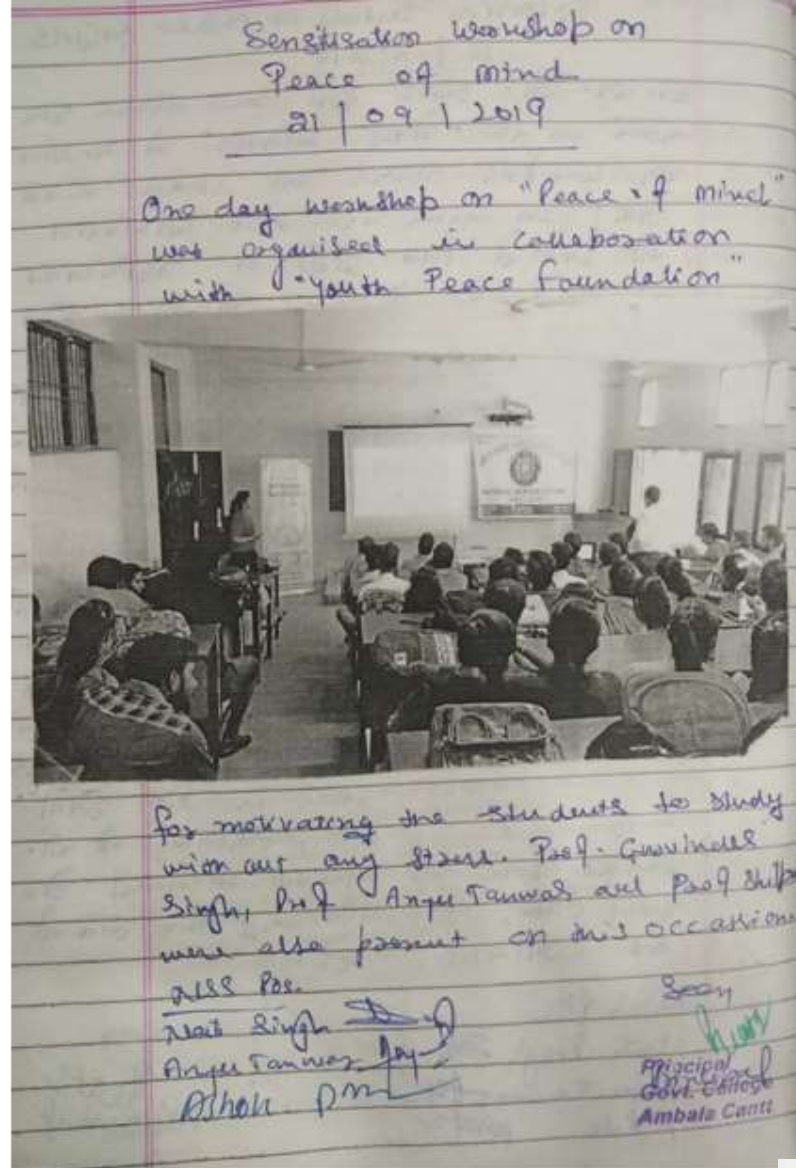 Sensitisation Workshop on
Peace of Mind
21 | 09 | 2019
One day workshop on "Peace of Mind"
was organised in collaboration
with "Youth Peace Foundation"
for motivating the students to study
with out any stress. Prof. Gurvinder
Singh, Prof Anju Tanwar and Prof Shilpa
were also present on this occassion.
NSS POs.
Singh
Anju Tanwar
Ashok
Seen
Principal
Principal
Govt. College
Ambala Cantt